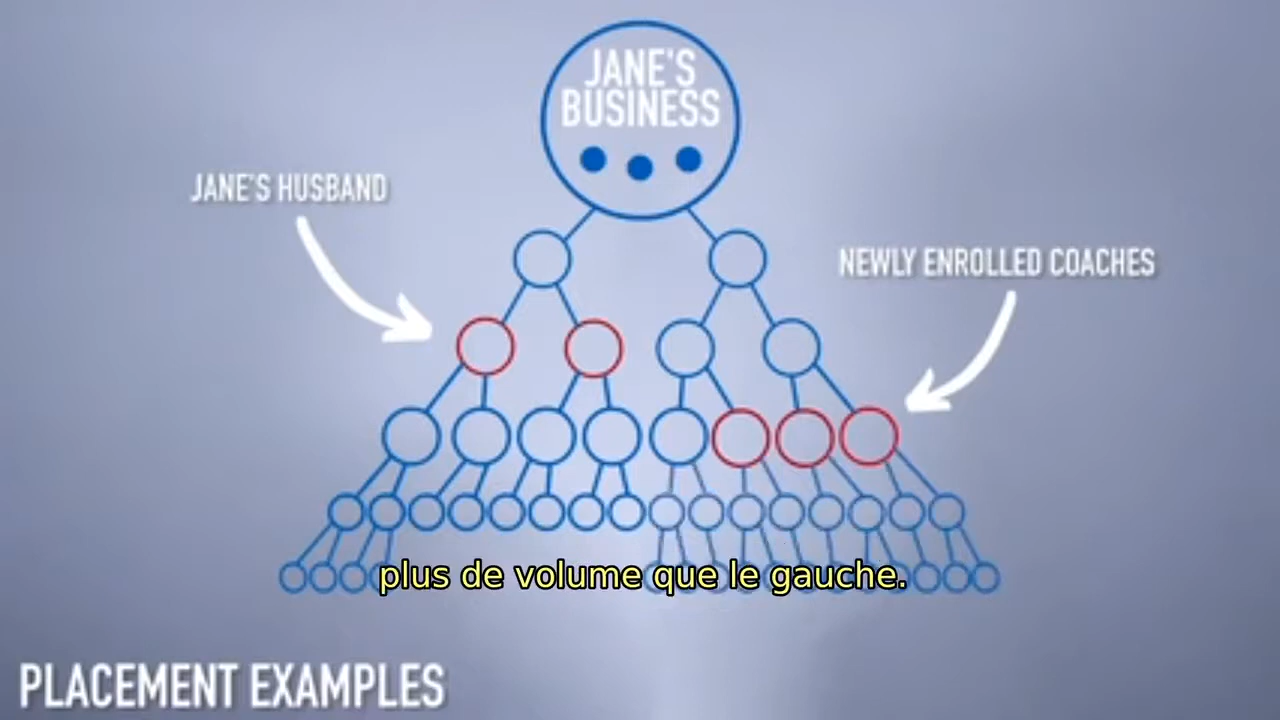 JANE'S
BUSINESS
JANE'S HUSBAND
NEWLY ENROLLED COACHES
plus de volume que le gauche.
PLACEMENT EXAMPLES